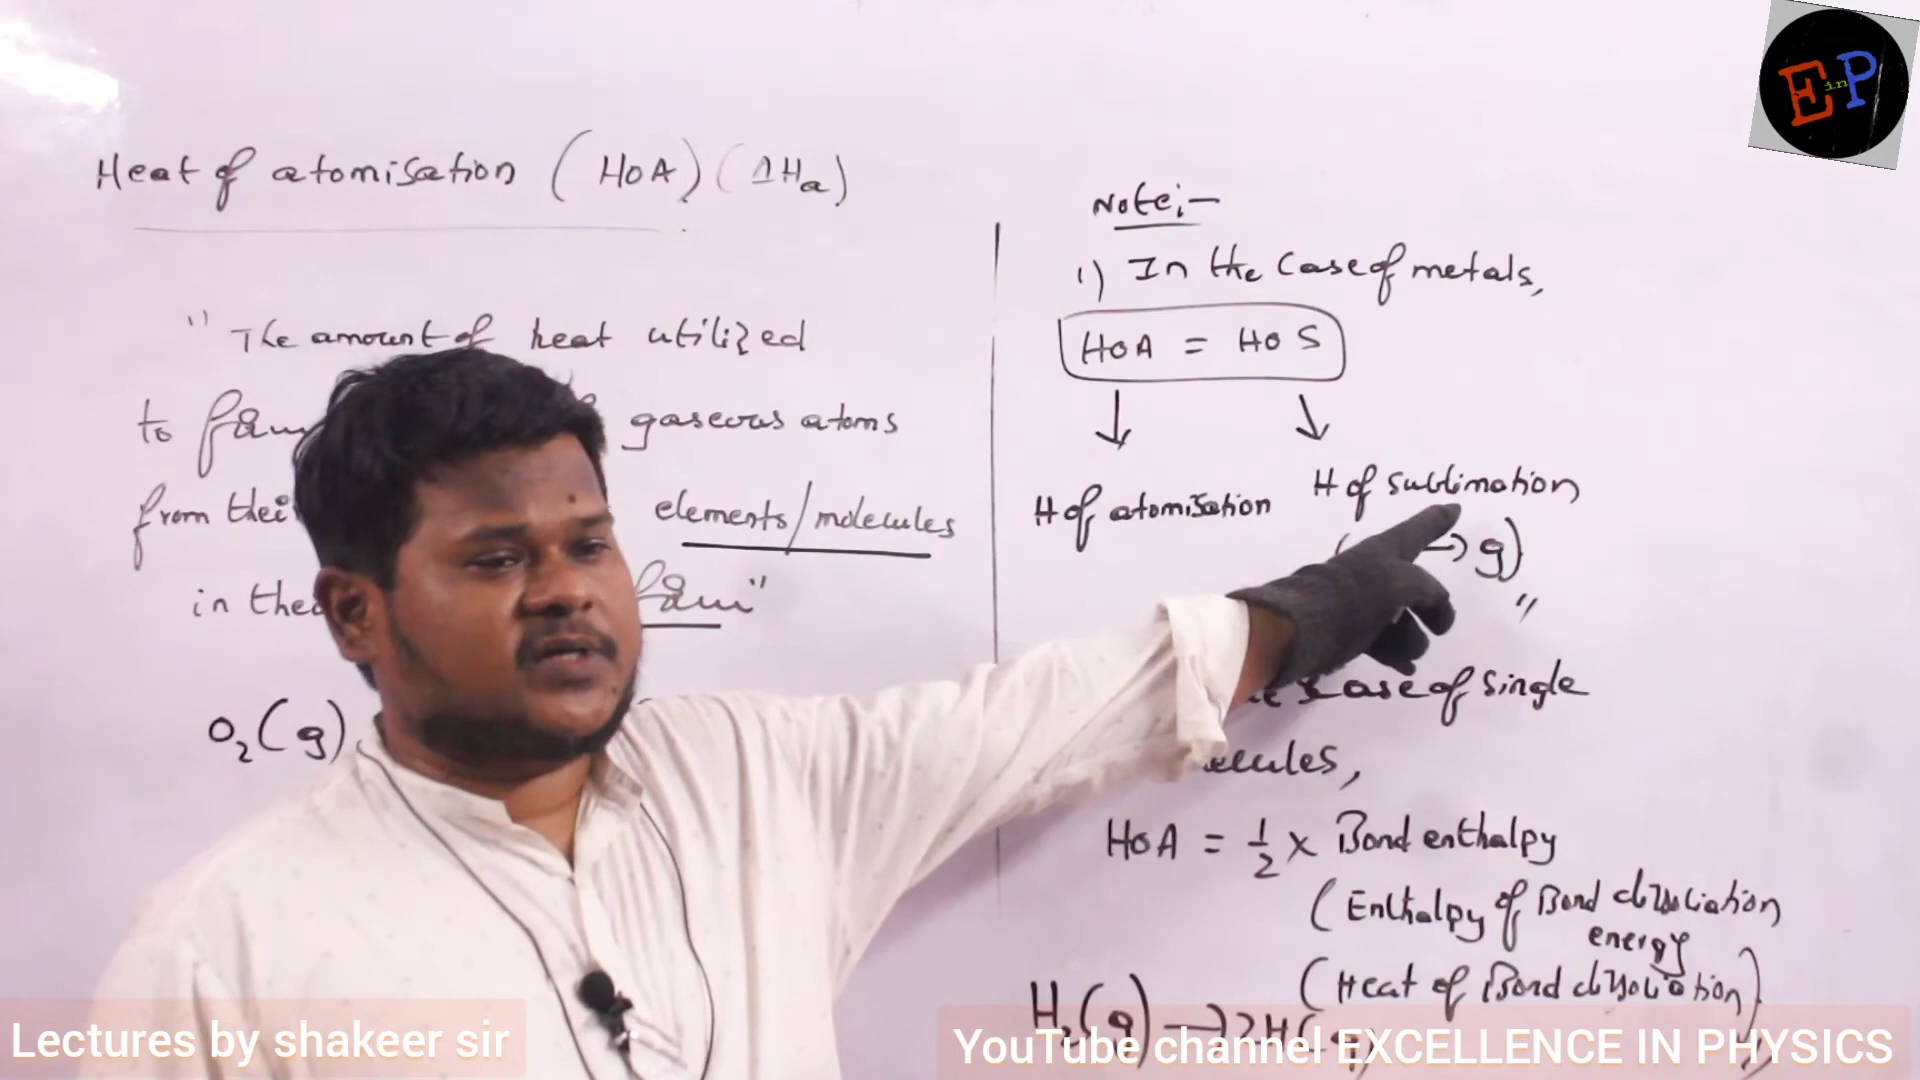 E in P
Heat of atomisation (HOA) (ΔHa)
" The amount of heat utilized
to gaseous atoms
from elements/molecules
in "
O2(g)
Note:-
1) In the case of metals,
HOA = HOS
↓ ↓
H of atomisation H of sublimation
→ g)
"
case of single
HOA = 1/2 x Bond enthalpy
(Enthalpy of Bond dissociation
energy
(Heat of Bond dissociation)
H2(g) → 2H(g)
Lectures by shakeer sir
YouTube channel EXCELLENCE IN PHYSICS